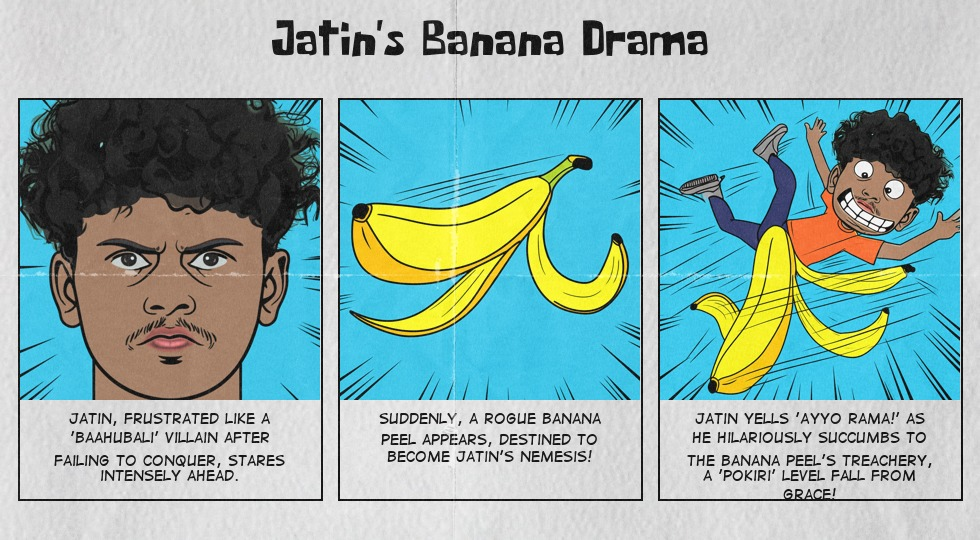 Jatin's Banana Drama
JATIN, FRUSTRATED LIKE A
'BAAHUBALI' VILLAIN AFTER
FAILING TO CONQUER, STARES
INTENSELY AHEAD.
SUDDENLY, A ROGUE BANANA
PEEL APPEARS, DESTINED TO
BECOME JATIN'S NEMESIS!
JATIN YELLS 'AYYO RAMA!' AS
HE HILARIOUSLY SUCCUMBS TO
THE BANANA PEEL'S TREACHERY,
A 'POKIRI' LEVEL FALL FROM
GRACE!